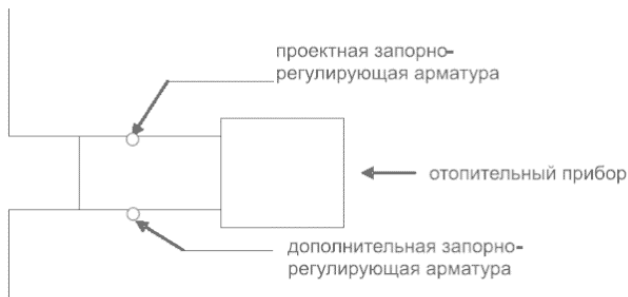 проектная запорно-
регулирующая арматура
отопительный прибор
дополнительная запорно-
регулирующая арматура